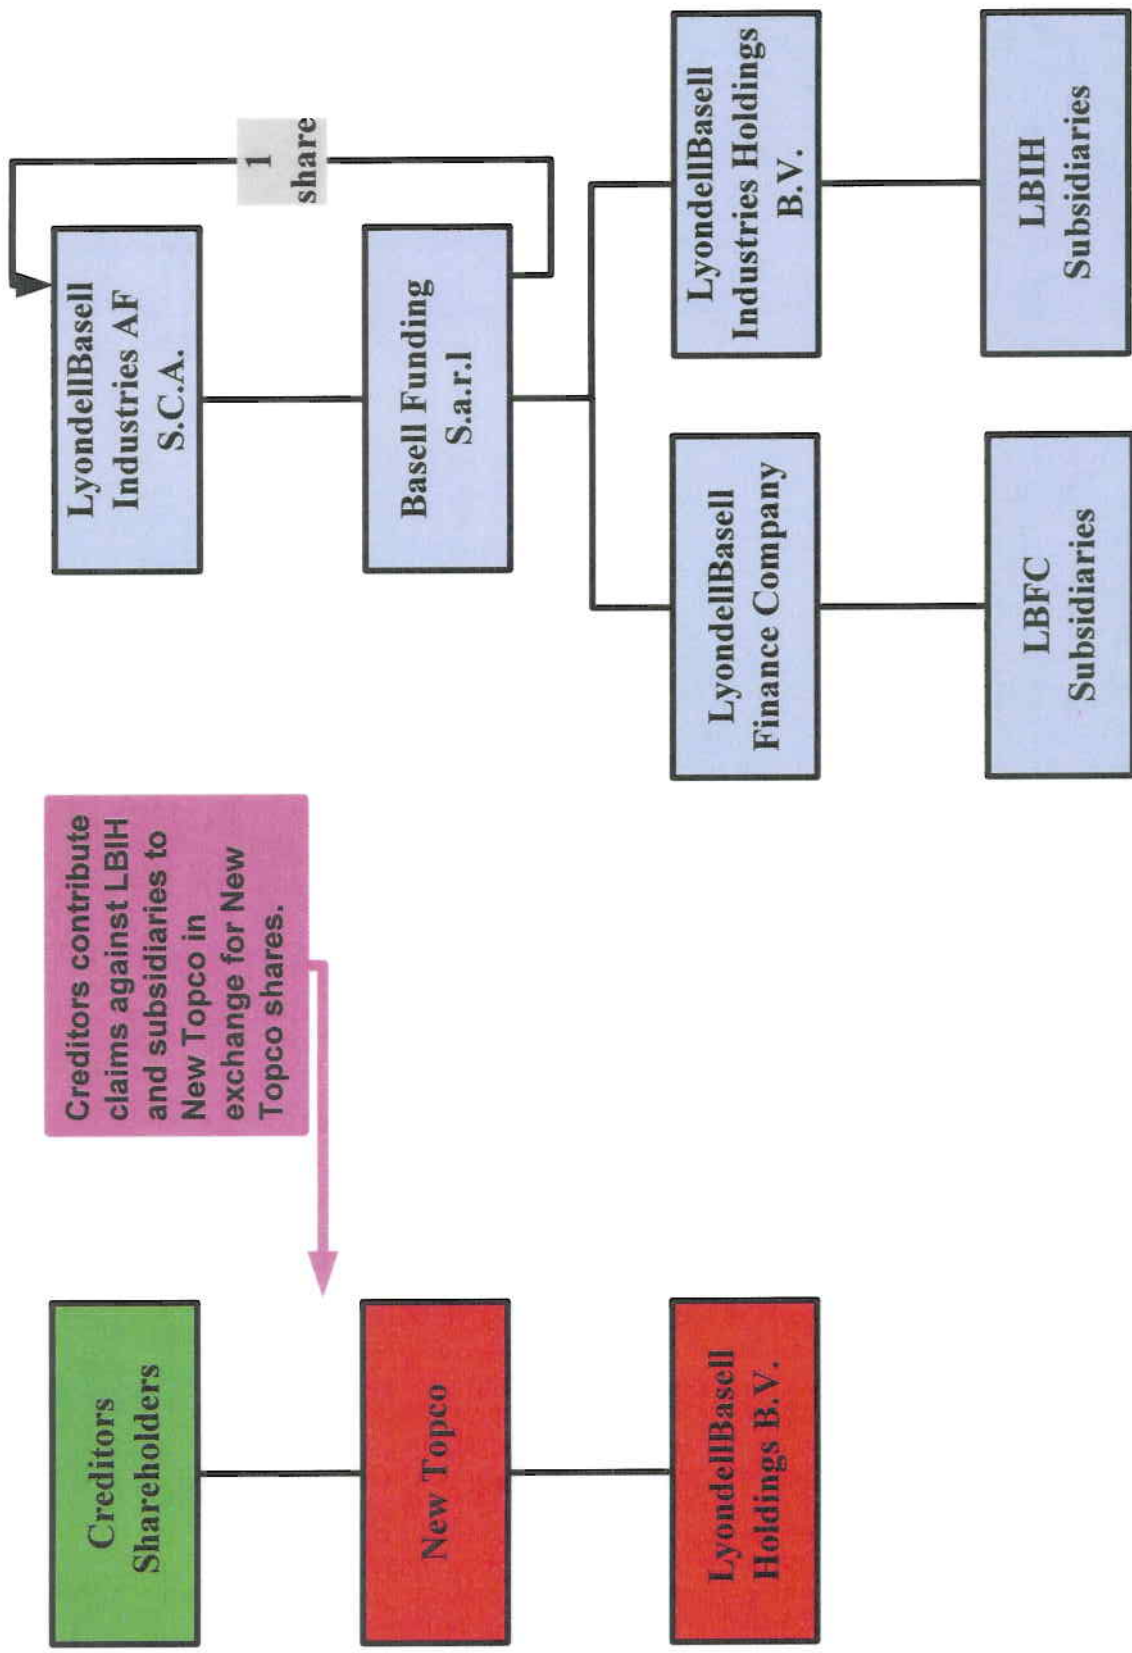 Creditors
Shareholders
New Topco
LyondellBasell
Holdings B.V.
Creditors contribute
claims against LBIH
and subsidiaries to
New Topco in
exchange for New
Topco shares.
LyondellBasell
Industries AF
S.C.A.
1
share
Basell Funding
S.a.r.l
LyondellBasell
Finance Company
LyondellBasell
Industries Holdings
B.V.
LBFC
Subsidiaries
LBIH
Subsidiaries